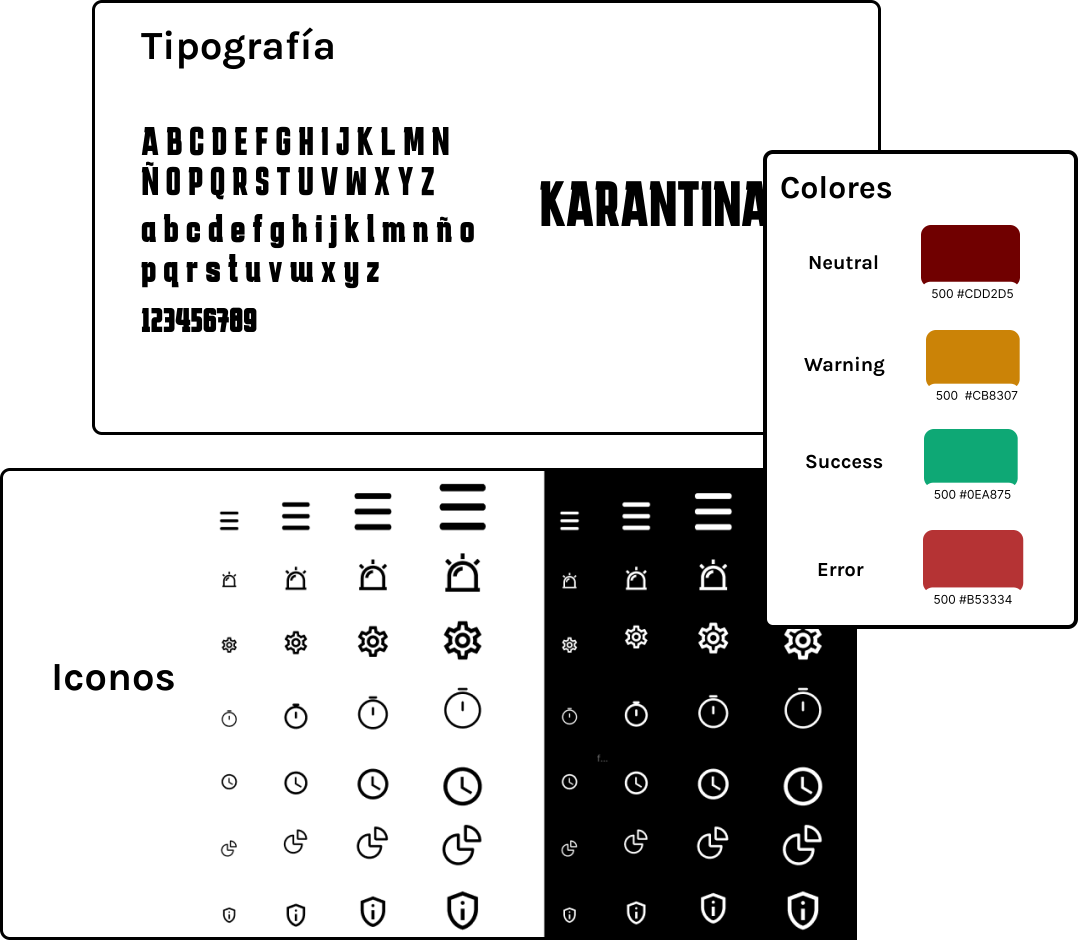 Tipografía
A B C D E F G H I J K L M N
Ñ O P Q R S T U V W X Y Z
a b c d e f g h i j k l m n ñ o
p q r s t u v w x y z
123456789
KARANTINA
Colores
Neutral
500 #CDD2D5
Warning
500 #CB8307
Success
500 #0EA875
Error
500 #B53334
Iconos
f...